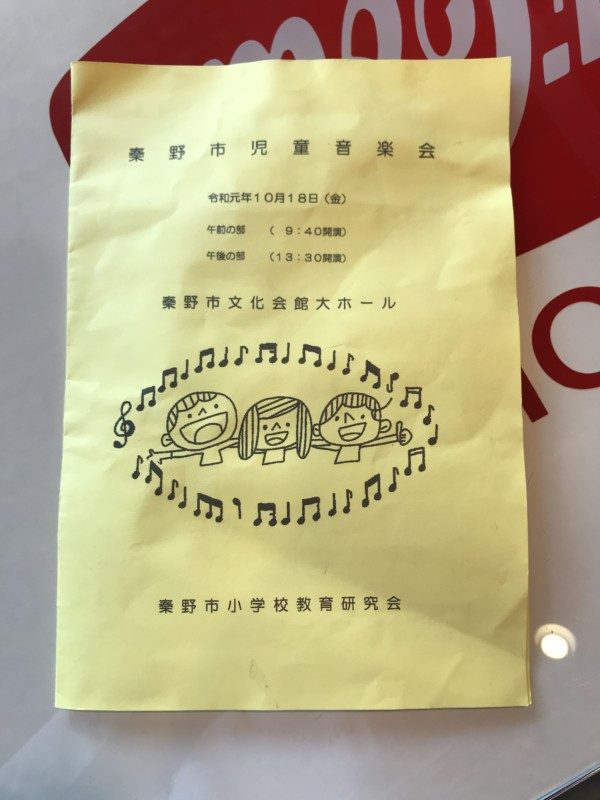 秦野市児童音楽会
令和元年１０月１８日（金）
午前の部　（　９：４０開演）
午後の部　（１３：３０開演）
秦野市文化会館大ホール
秦野市小学校教育研究会